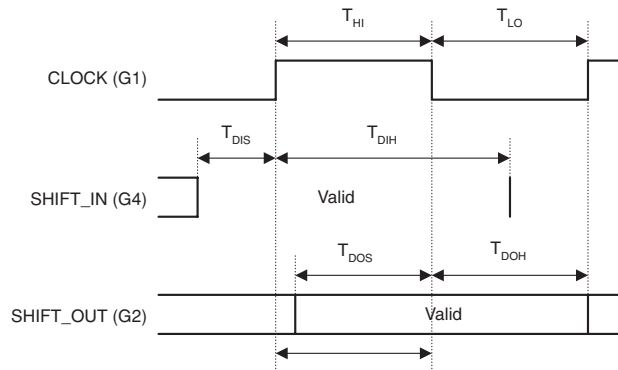 T_HI T_LO
CLOCK (G1)
T_DIS T_DIH
SHIFT_IN (G4) Valid
T_DOS T_DOH
SHIFT_OUT (G2) Valid